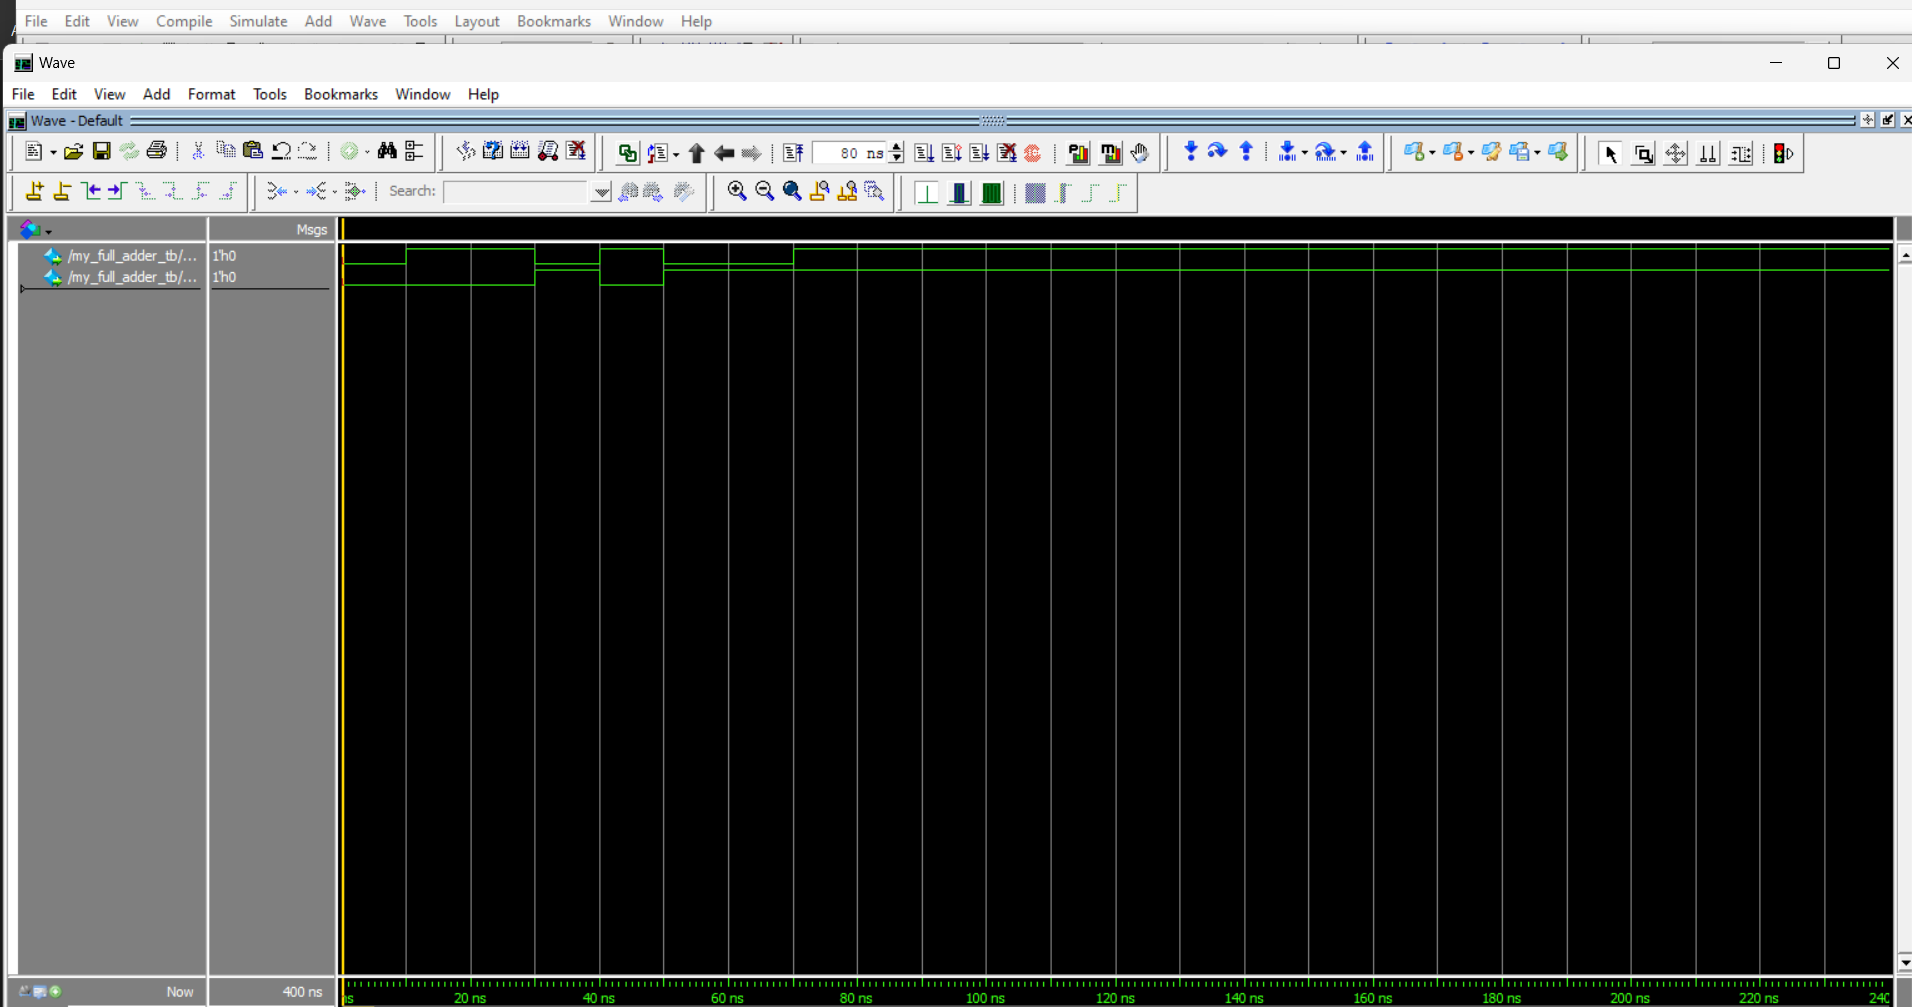 File Edit View Compile Simulate Add Wave Tools Layout Bookmarks Window Help
Wave
File Edit View Add Format Tools Bookmarks Window Help
Wave - Default
80 ns
Search:
Msgs
/my_full_adder_tb/... 1'h0
/my_full_adder_tb/... 1'h0
Now 400 ns
ns 20 ns 40 ns 60 ns 80 ns 100 ns 120 ns 140 ns 160 ns 180 ns 200 ns 220 ns 240